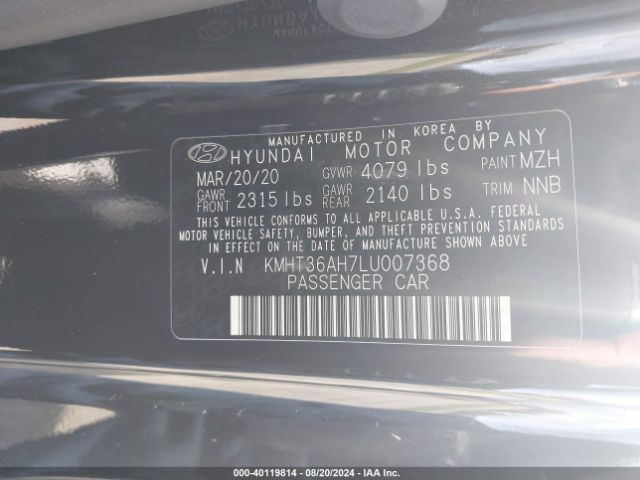 MANUFACTURED IN KOREA BY
HYUNDAI MOTOR COMPANY
MAR/20/20 GVWR 4079 lbs PAINT MZH
GAWR FRONT 2315 lbs GAWR REAR 2140 lbs TRIM NNB
THIS VEHICLE CONFORMS TO ALL APPLICABLE U.S.A. FEDERAL
MOTOR VEHICLE SAFETY, BUMPER, AND THEFT PREVENTION STANDARDS
IN EFFECT ON THE DATE OF MANUFACTURE SHOWN ABOVE
V.I.N KMHT36AH7LU007368
PASSENGER CAR
000-40119814 - 08/20/2024 - IAA Inc.